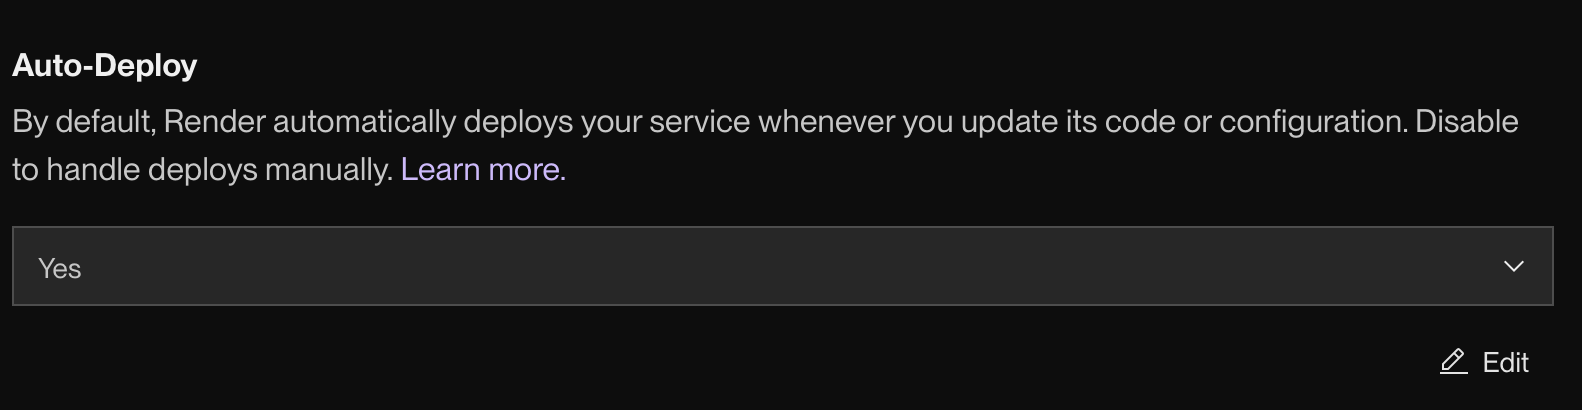 Auto-Deploy
By default, Render automatically deploys your service whenever you update its code or configuration. Disable
to handle deploys manually. Learn more.
Yes
Edit